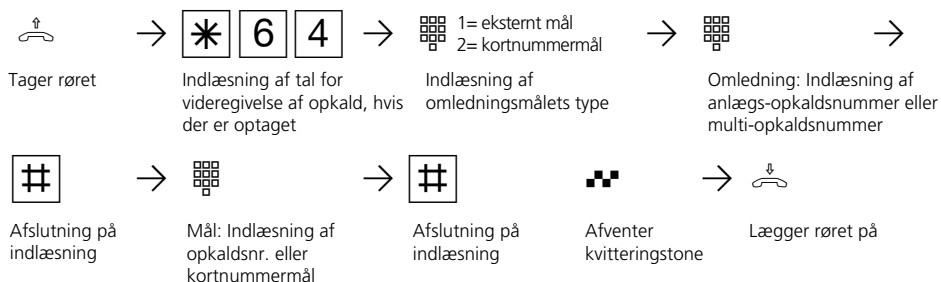 * 6 4
1= eksternt mål
2= kortnummermål
Tager røret
Indlæsning af tal for
videregivelse af opkald, hvis
der er optaget
Indlæsning af
omledningsmålets type
Omledning: Indlæsning af
anlægs-opkaldsnummer eller
multi-opkaldsnummer
#
#
Afslutning på
indlæsning
Mål: Indlæsning af
opkaldsnr. eller
kortnummermål
Afslutning på
indlæsning
Afventer
kvitteringstone
Lægger røret på